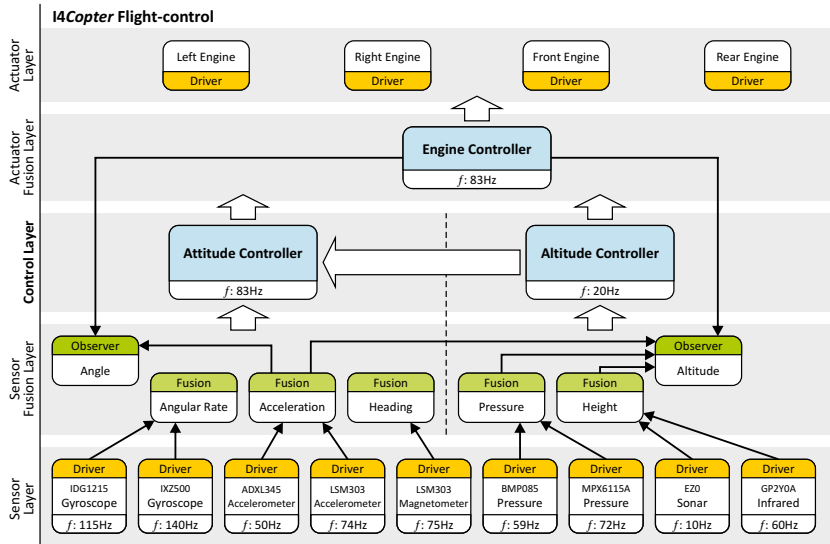 I4Copter Flight-control
Actuator
Layer
Left Engine
Driver
Right Engine
Driver
Front Engine
Driver
Rear Engine
Driver
Actuator
Fusion Layer
Engine Controller
f: 83Hz
Control Layer
Attitude Controller
f: 83Hz
Altitude Controller
f: 20Hz
Sensor
Fusion Layer
Observer
Angle
Fusion
Angular Rate
Fusion
Acceleration
Fusion
Heading
Fusion
Pressure
Fusion
Height
Observer
Altitude
Sensor
Layer
Driver
IDG1215
Gyroscope
f: 115Hz
Driver
IXZ500
Gyroscope
f: 140Hz
Driver
ADXL345
Accelerometer
f: 50Hz
Driver
LSM303
Accelerometer
f: 74Hz
Driver
LSM303
Magnetometer
f: 75Hz
Driver
BMP085
Pressure
f: 59Hz
Driver
MPX6115A
Pressure
f: 72Hz
Driver
EZ0
Sonar
f: 10Hz
Driver
GP2Y0A
Infrared
f: 60Hz